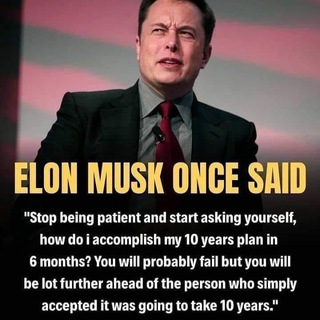 ELON MUSK ONCE SAID
"Stop being patient and start asking yourself,
how do i accomplish my 10 years plan in
6 months? You will probably fail but you will
be lot further ahead of the person who simply
accepted it was going to take 10 years."